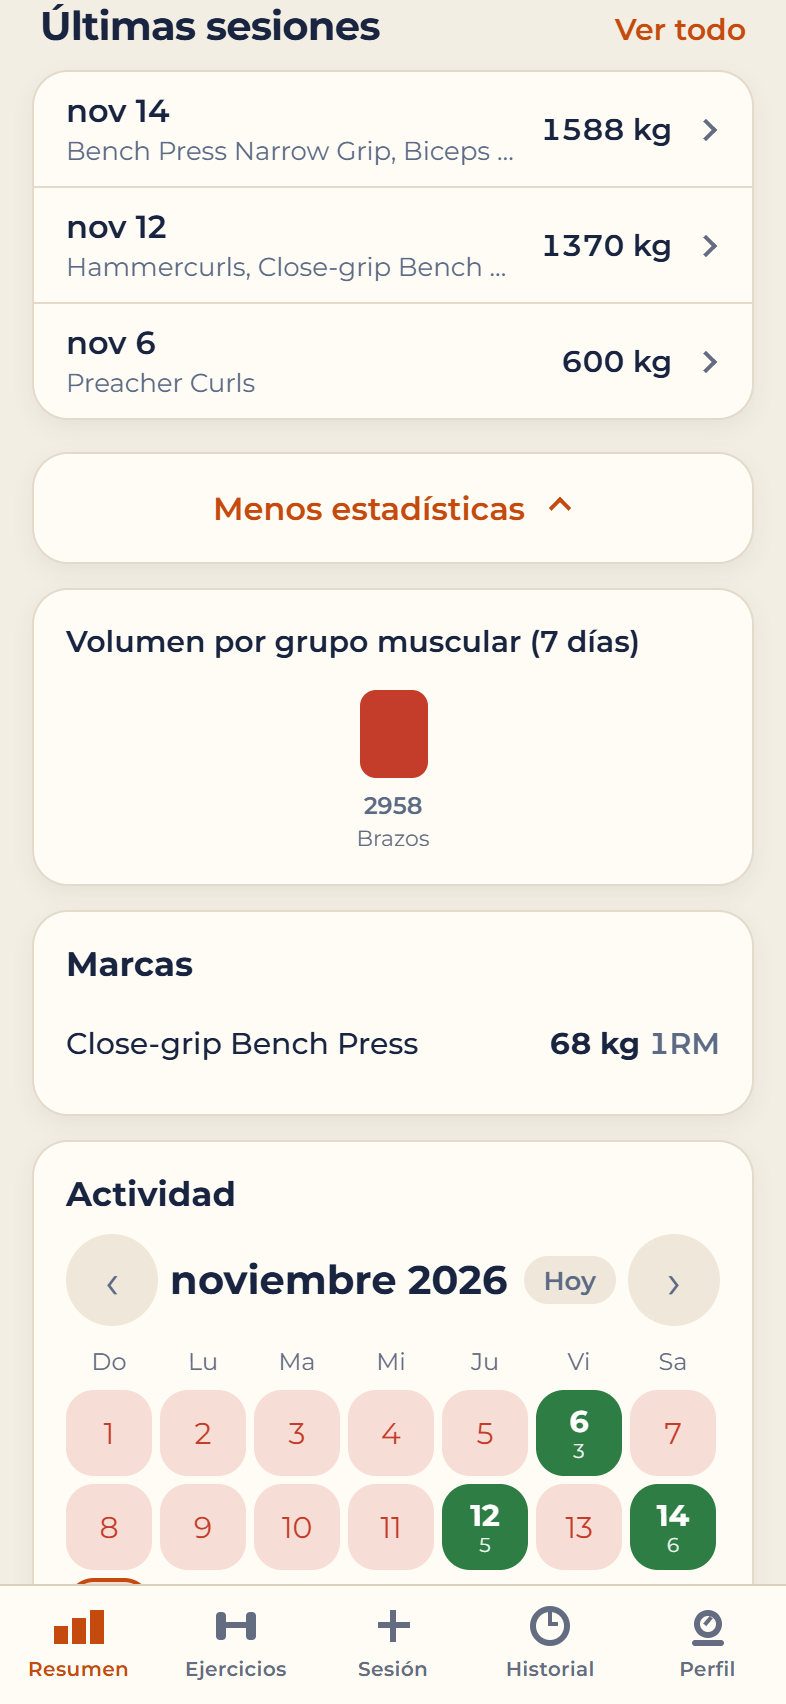 Últimas sesiones Ver todo
nov 14
Bench Press Narrow Grip, Biceps ... 1588 kg
nov 12
Hammercurls, Close-grip Bench ... 1370 kg
nov 6
Preacher Curls 600 kg
Menos estadísticas
Volumen por grupo muscular (7 días)
2958
Brazos
Marcas
Close-grip Bench Press 68 kg 1RM
Actividad
‹ noviembre 2026 Hoy ›
Do Lu Ma Mi Ju Vi Sa
1 2 3 4 5 6 7
3
8 9 10 11 12 13 14
5 6
Resumen Ejercicios Sesión Historial Perfil